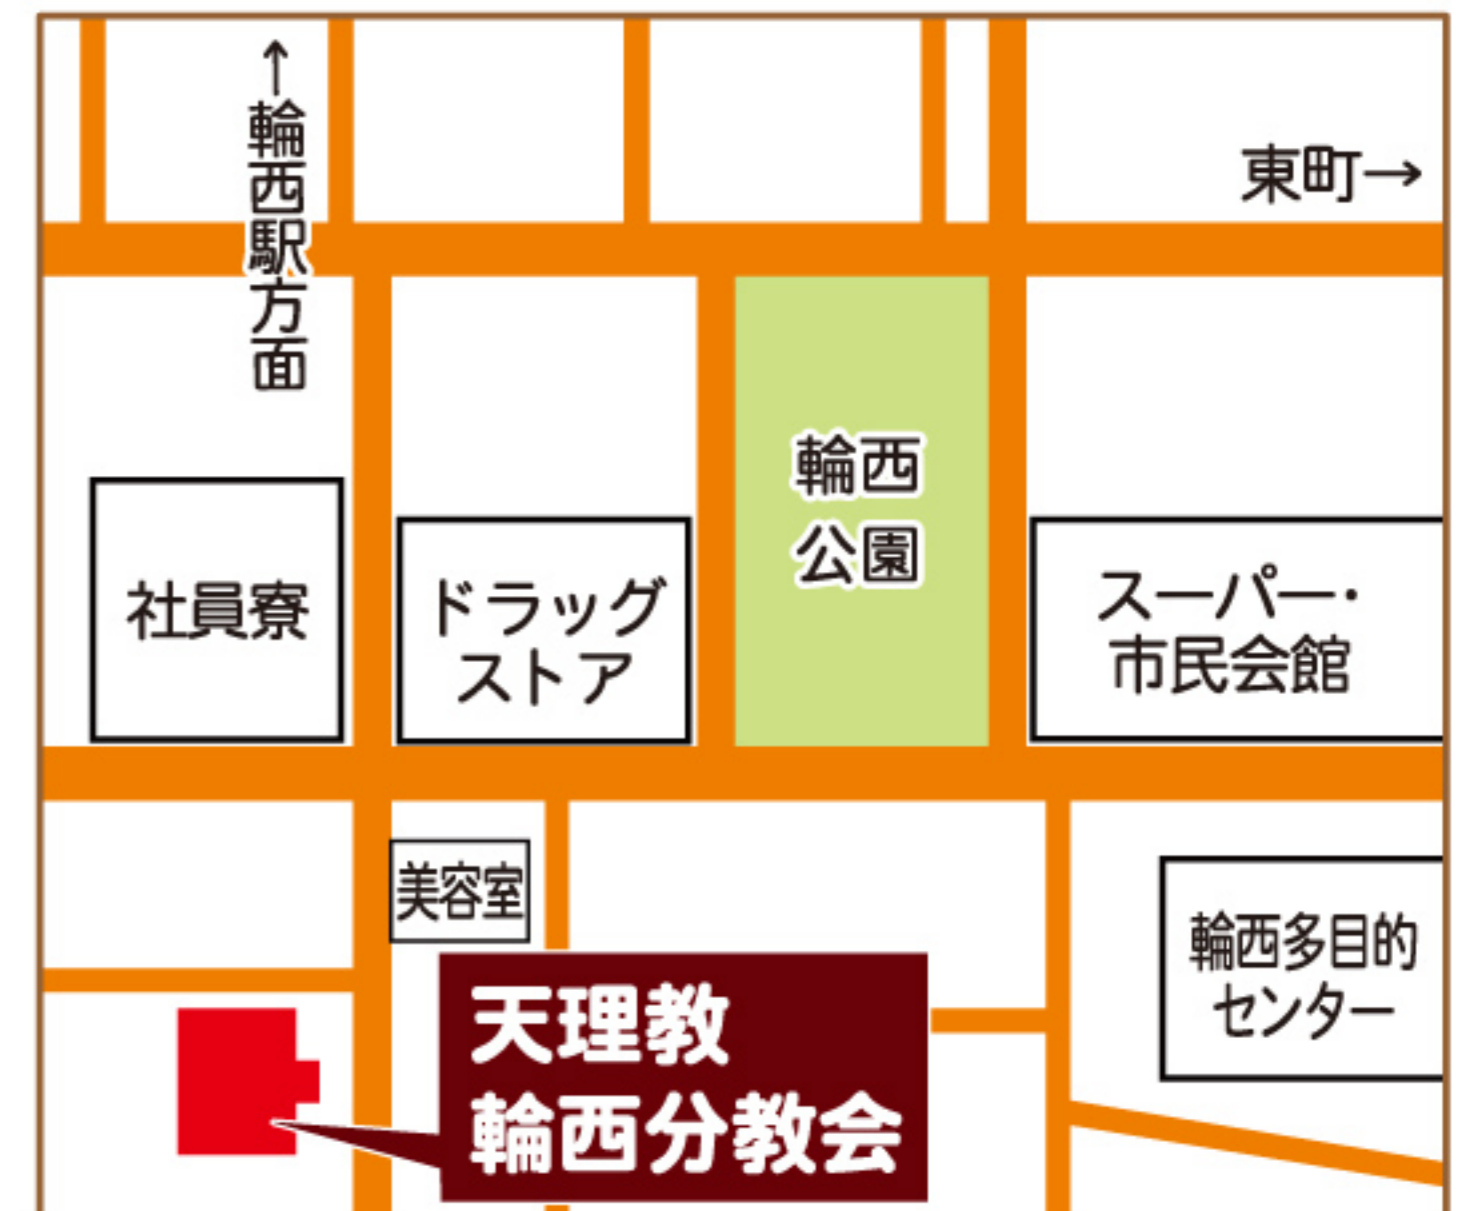 ↑輪西駅方面
東町→
輪西
公園
社員寮
ドラッグ
ストア
スーパー・
市民会館
美容室
輪西多目的
センター
天理教
輪西分教会